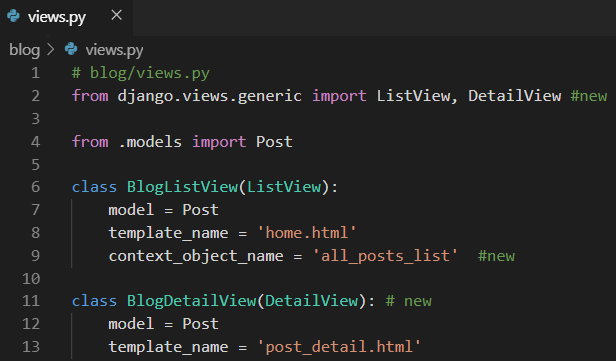 views.py ×
blog > views.py
1 # blog/views.py
2 from django.views.generic import ListView, DetailView #new
3
4 from .models import Post
5
6 class BlogListView(ListView):
7     model = Post
8     template_name = 'home.html'
9     context_object_name = 'all_posts_list'  #new
10
11 class BlogDetailView(DetailView): # new
12     model = Post
13     template_name = 'post_detail.html'